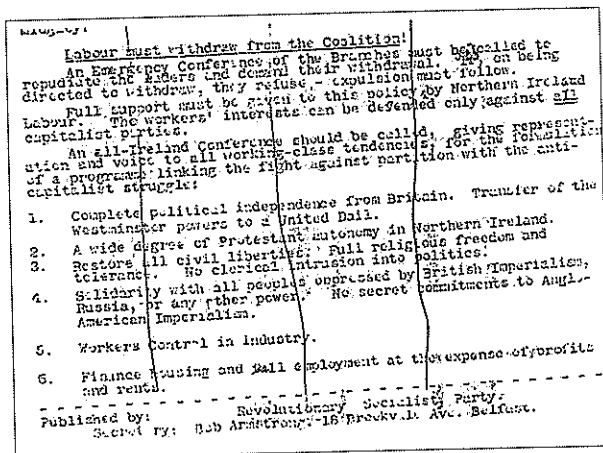 Labour must withdraw from the Coalition!
An Emergency Conference of the Branches must be called to
repudiate the leaders and demand their withdrawal. If, on being
directed to withdraw, they refuse, expulsion must follow.
Full support must be given to this policy by Northern Ireland
Labour. The workers' interests can be defended only against all
capitalist parties.
An all-Ireland Conference should be called, giving represent-
ation and voice to all working-class tendencies, for the formulation
of a programme linking the fight against partition with the anti-
capitalist struggle:
1. Complete political independence from Britain. Transfer of the
Westminster powers to a United Dail.
2. A wide degree of Protestant autonomy in Northern Ireland.
3. Restore all civil liberties. Full religious freedom and
tolerance. No clerical intrusion into politics.
4. Solidarity with all peoples oppressed by British Imperialism,
Russia, or any other power. No secret commitments to Anglo-
American Imperialism.
5. Workers Control in Industry.
6. Finance housing and full employment at the expense of profits
and rents.
Published by: Revolutionary Socialist Party.
Secretary: Bob Armstrong, 16 Ave. Belfast.